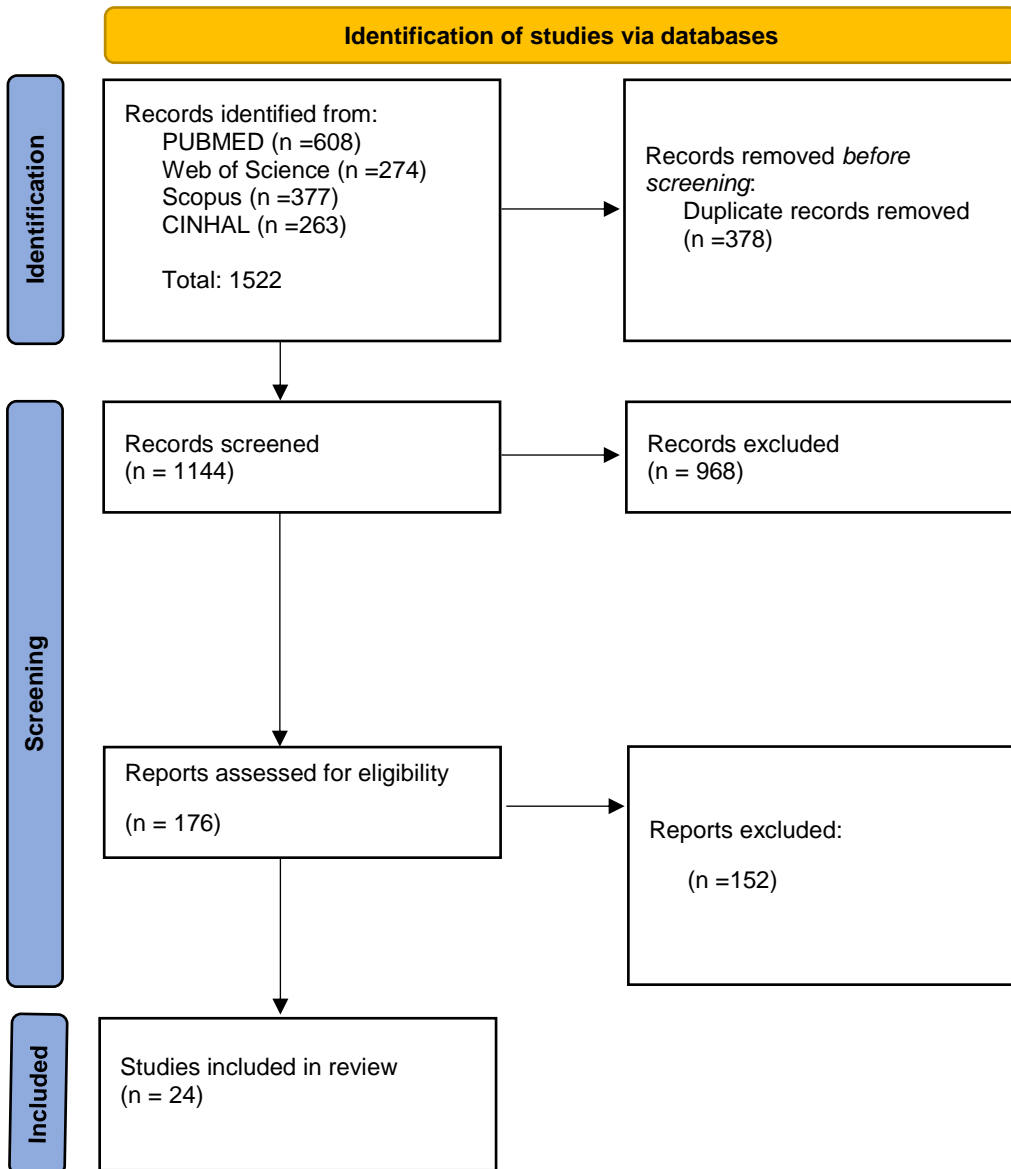 Identification of studies via databases
Identification
Records identified from:
PUBMED (n =608)
Web of Science (n =274)
Scopus (n =377)
CINHAL (n =263)
Total: 1522
Records removed before
screening:
Duplicate records removed
(n =378)
Screening
Records screened
(n = 1144)
Records excluded
(n = 968)
Reports assessed for eligibility
(n = 176)
Reports excluded:
(n =152)
Included
Studies included in review
(n = 24)